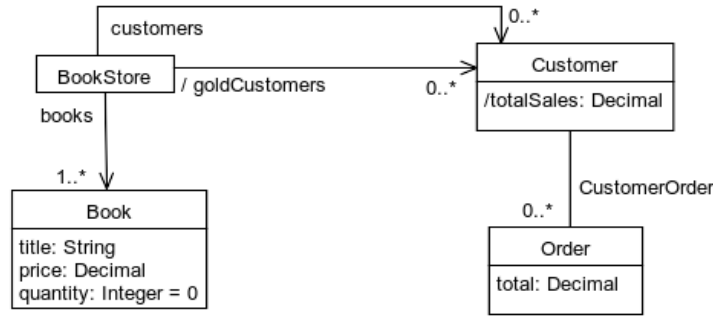 customers
0..*
BookStore
/ goldCustomers
0..*
Customer
/totalSales: Decimal
books
1..*
Book
title: String
price: Decimal
quantity: Integer = 0
CustomerOrder
0..*
Order
total: Decimal